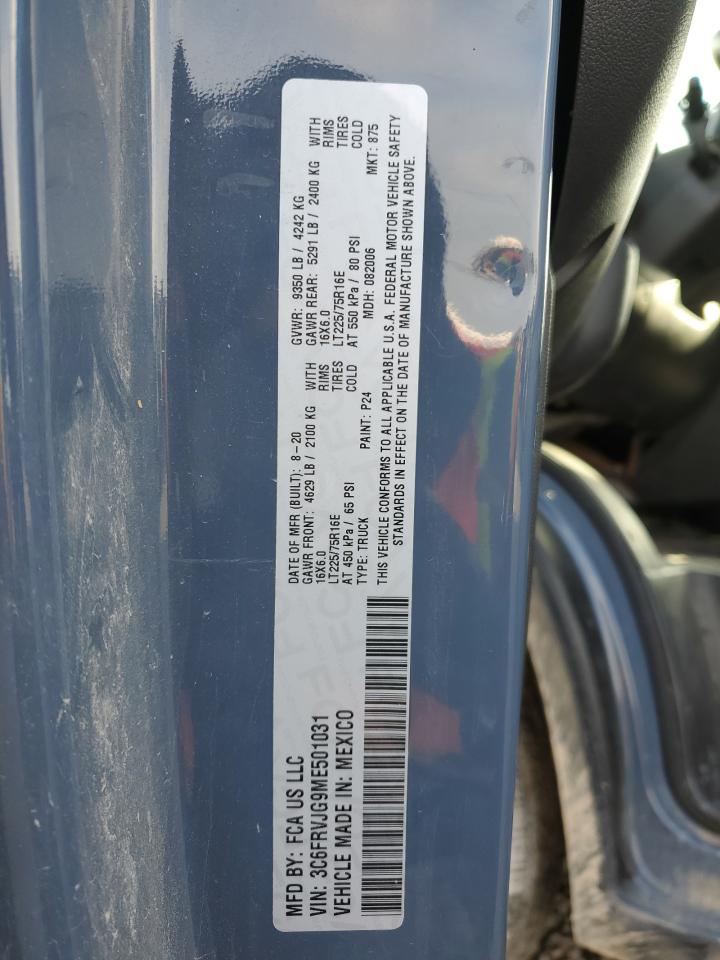 MFD BY: FCA US LLC
VIN: 3C6FRVJG9ME501031
VEHICLE MADE IN: MEXICO
DATE OF MFR (BUILT): 8-20 GVWR: 9350 LB / 4242 KG
GAWR FRONT: 4629 LB / 2100 KG WITH GAWR REAR: 5291 LB / 2400 KG WITH
16X6.0 RIMS 16X6.0 RIMS
LT225/75R16E TIRES LT225/75R16E TIRES
AT 450 kPa / 65 PSI COLD AT 550 kPa / 80 PSI COLD
TYPE: TRUCK PAINT: P24 MDH: 082006 MKT: 875
THIS VEHICLE CONFORMS TO ALL APPLICABLE U.S.A. FEDERAL MOTOR VEHICLE SAFETY
STANDARDS IN EFFECT ON THE DATE OF MANUFACTURE SHOWN ABOVE.